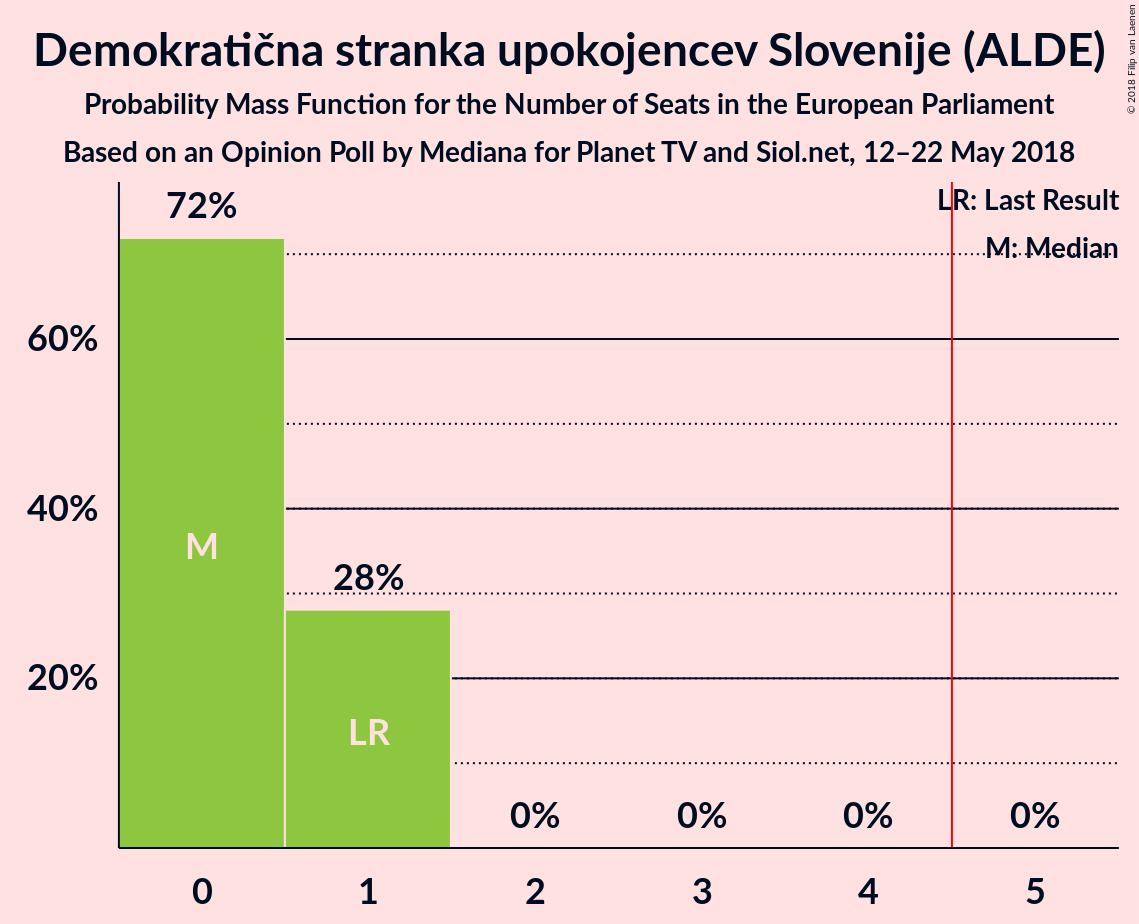 Demokratična stranka upokojencev Slovenije (ALDE)
Probability Mass Function for the Number of Seats in the European Parliament
Based on an Opinion Poll by Mediana for Planet TV and Siol.net, 12–22 May 2018
© 2018 Filip van Laenen
LR: Last Result
M: Median
72%
60%
40%
20%
M
28%
LR
0%
0%
0%
0%
0
1
2
3
4
5